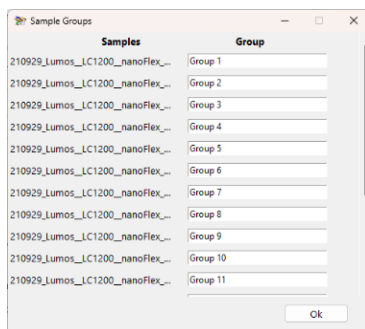 Sample Groups
Samples Group
210929_Lumos__LC1200__nanoFlex_... Group 1
210929_Lumos__LC1200__nanoFlex_... Group 2
210929_Lumos__LC1200__nanoFlex_... Group 3
210929_Lumos__LC1200__nanoFlex_... Group 4
210929_Lumos__LC1200__nanoFlex_... Group 5
210929_Lumos__LC1200__nanoFlex_... Group 6
210929_Lumos__LC1200__nanoFlex_... Group 7
210929_Lumos__LC1200__nanoFlex_... Group 8
210929_Lumos__LC1200__nanoFlex_... Group 9
210929_Lumos__LC1200__nanoFlex_... Group 10
210929_Lumos__LC1200__nanoFlex_... Group 11
Ok